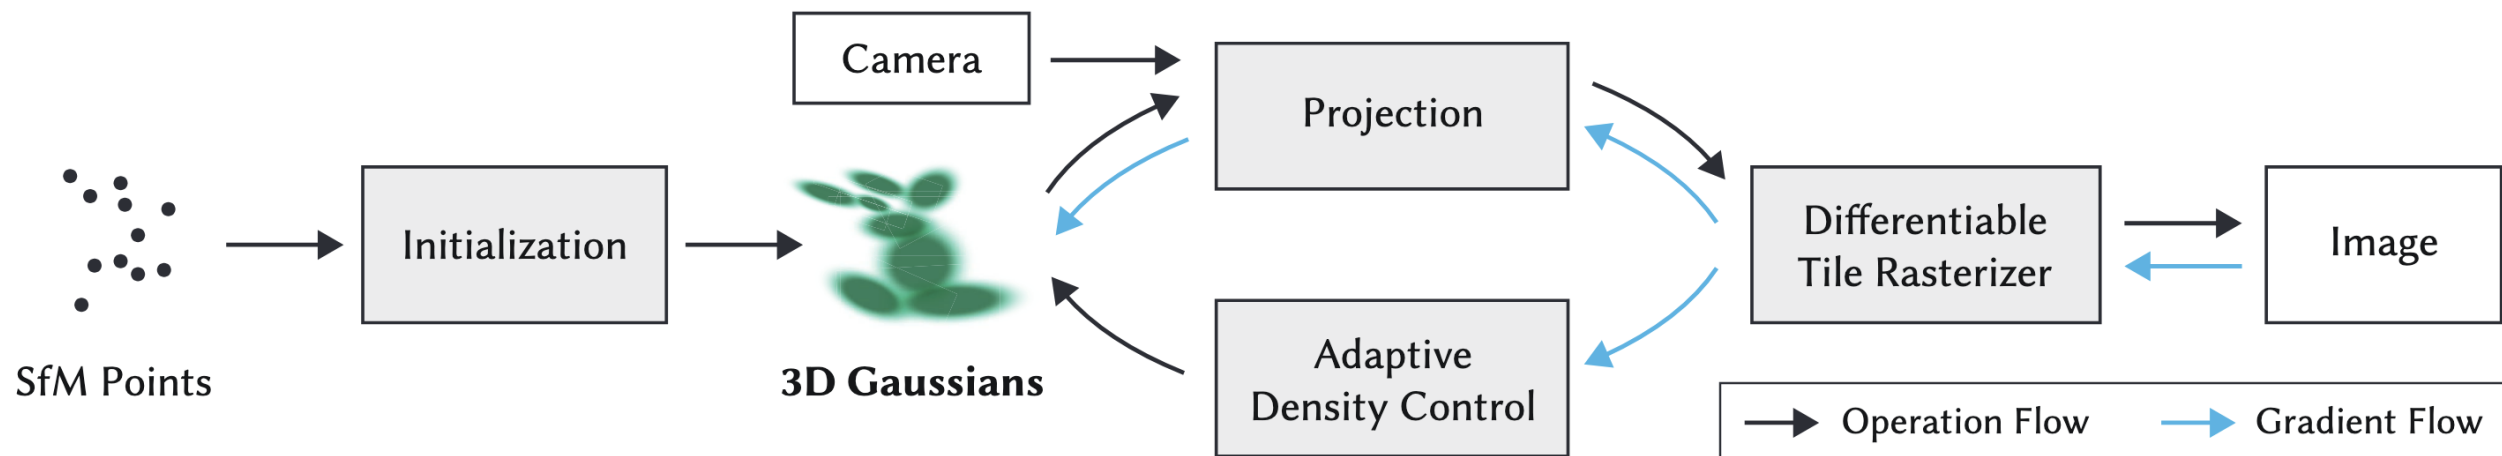 Camera
Projection
Initialization
Differentiable
Tile Rasterizer
Image
SfM Points
3D Gaussians
Adaptive
Density Control
Operation Flow
Gradient Flow